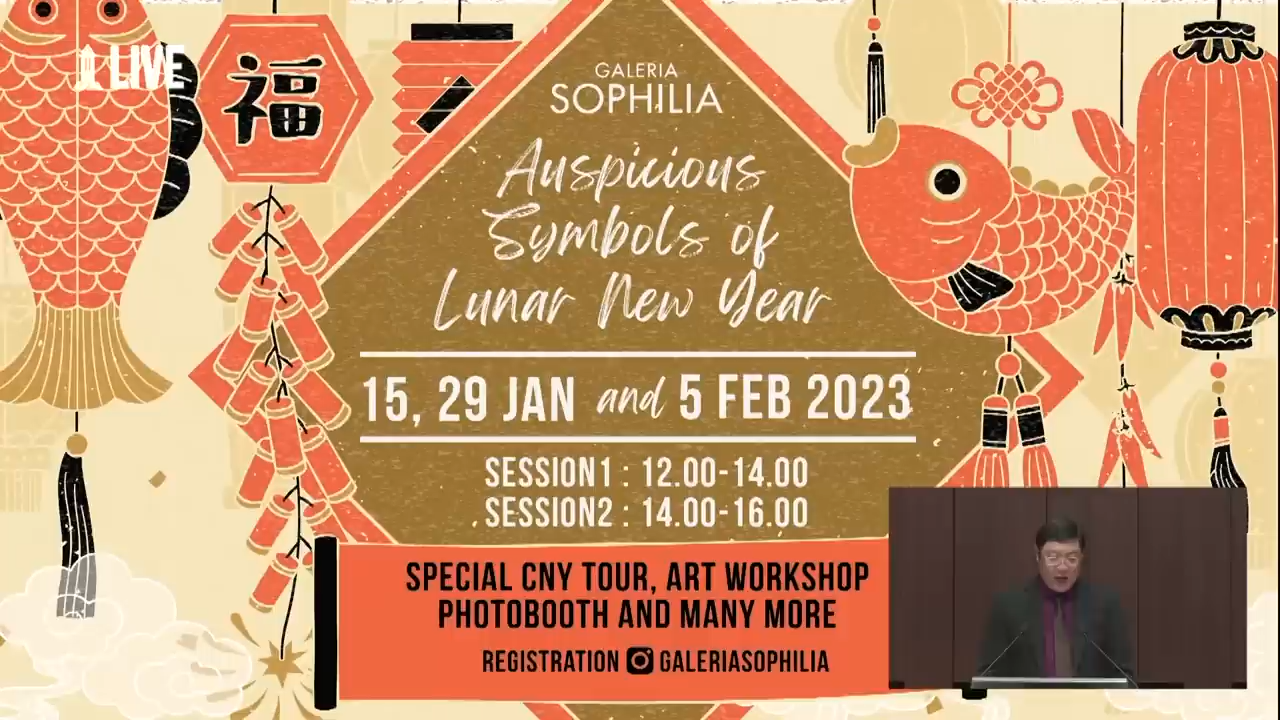 LIVE
福
GALERIA
SOPHILIA
Auspicious
Symbols of
Lunar New Year
15, 29 JAN and 5 FEB 2023
SESSION1 : 12.00-14.00
SESSION2 : 14.00-16.00
SPECIAL CNY TOUR, ART WORKSHOP
PHOTOBOOTH AND MANY MORE
REGISTRATION GALERIASOPHILIA